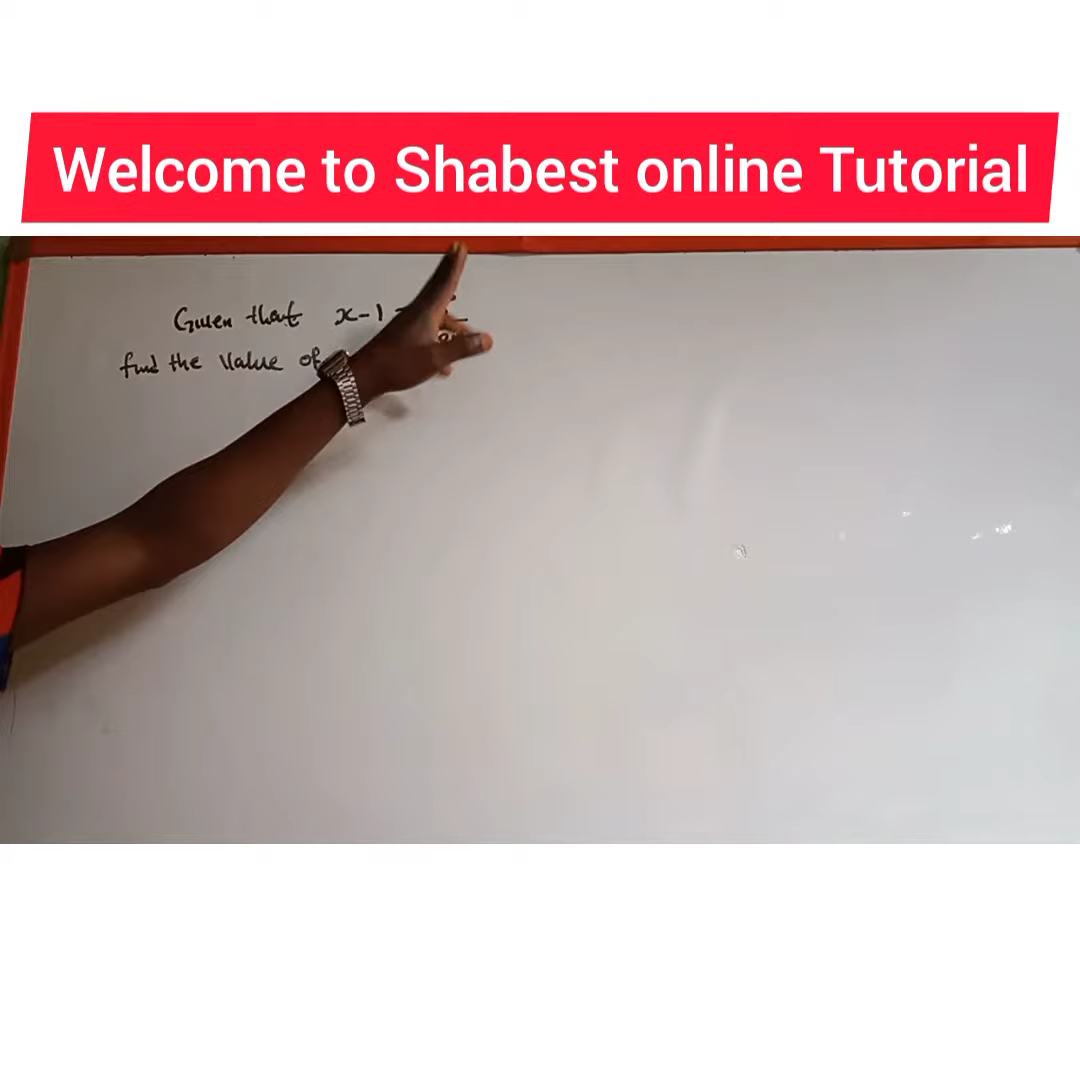 Welcome to Shabest online Tutorial
Given that x-1
find the value of